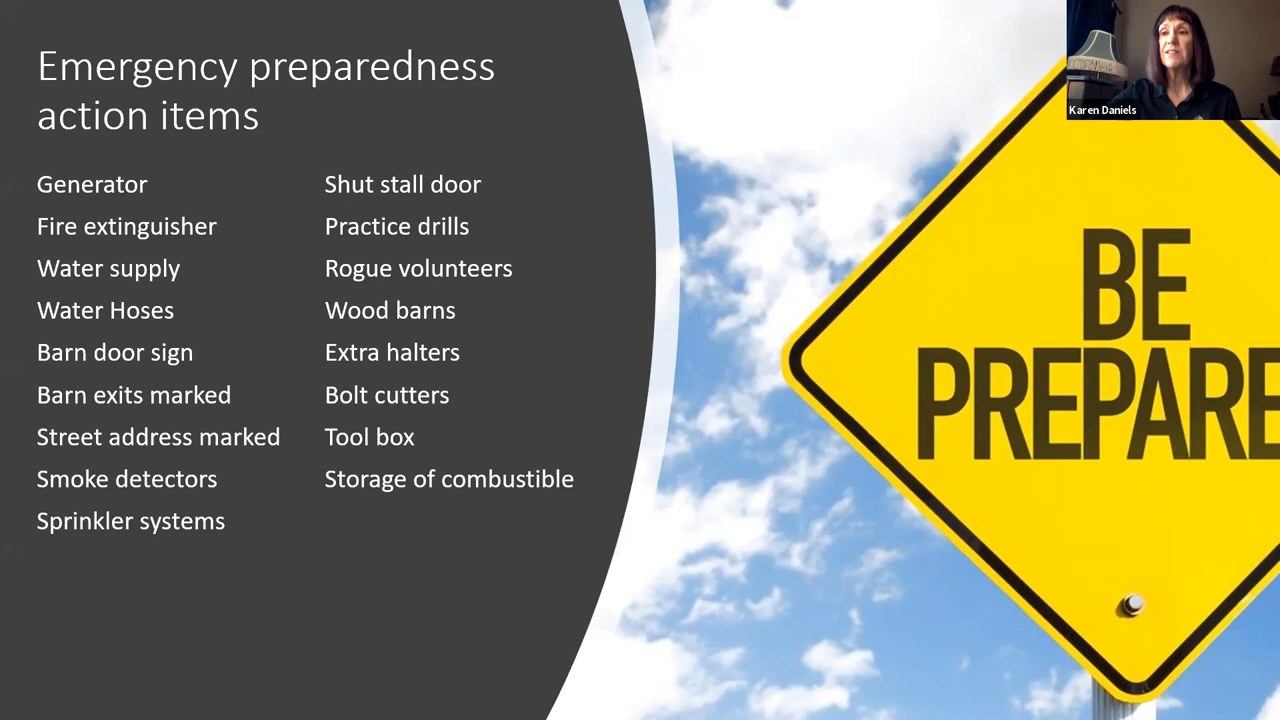 Emergency preparedness
action items
Generator
Fire extinguisher
Water supply
Water Hoses
Barn door sign
Barn exits marked
Street address marked
Smoke detectors
Sprinkler systems
Shut stall door
Practice drills
Rogue volunteers
Wood barns
Extra halters
Bolt cutters
Tool box
Storage of combustible
BE
PREPARE
Karen Daniels